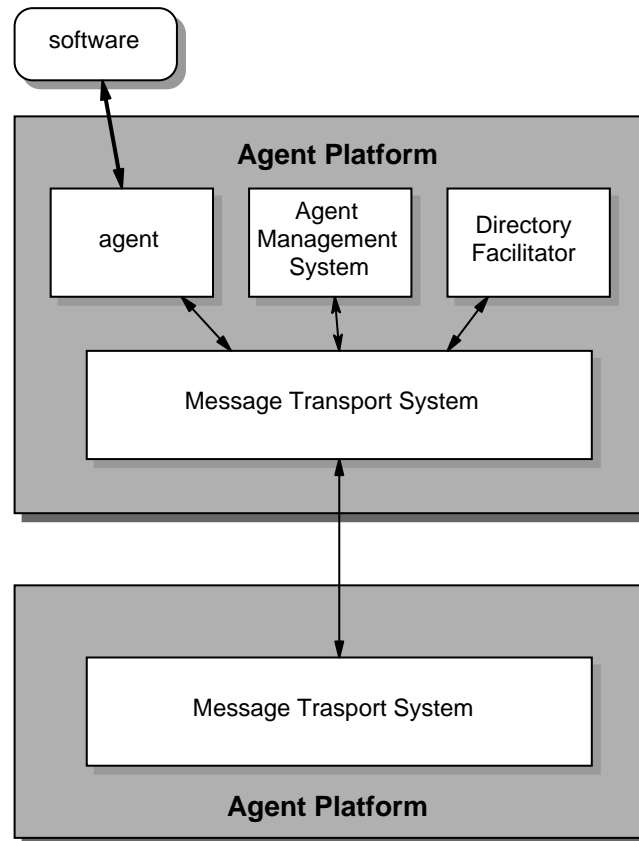 software
Agent Platform
agent
Agent
Management
System
Directory
Facilitator
Message Transport System
Message Trasport System
Agent Platform